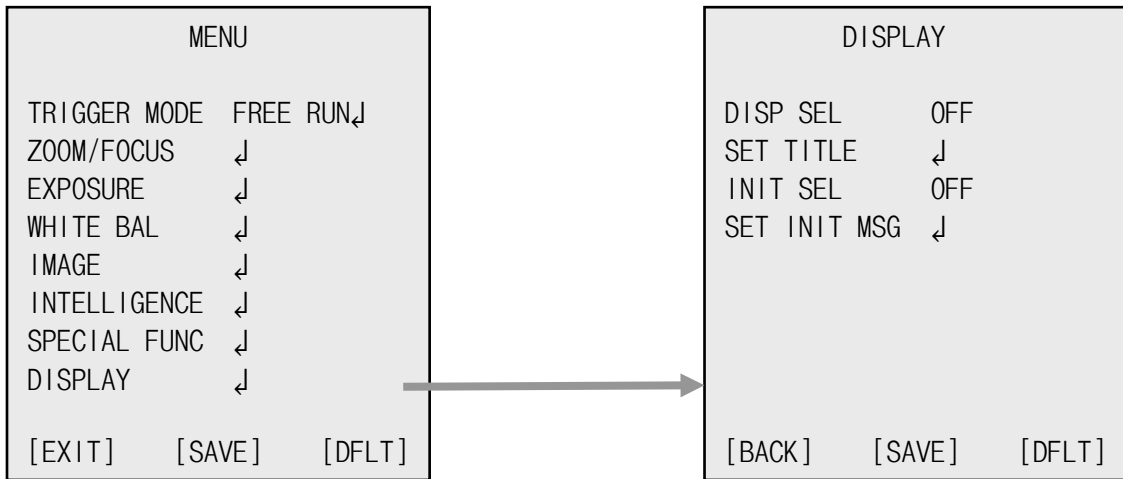 MENU
TRIGGER MODE FREE RUN↲
ZOOM/FOCUS ↲
EXPOSURE ↲
WHITE BAL ↲
IMAGE ↲
INTELLIGENCE ↲
SPECIAL FUNC ↲
DISPLAY ↲
[EXIT] [SAVE] [DFLT]
DISPLAY
DISP SEL OFF
SET TITLE ↲
INIT SEL OFF
SET INIT MSG ↲
[BACK] [SAVE] [DFLT]